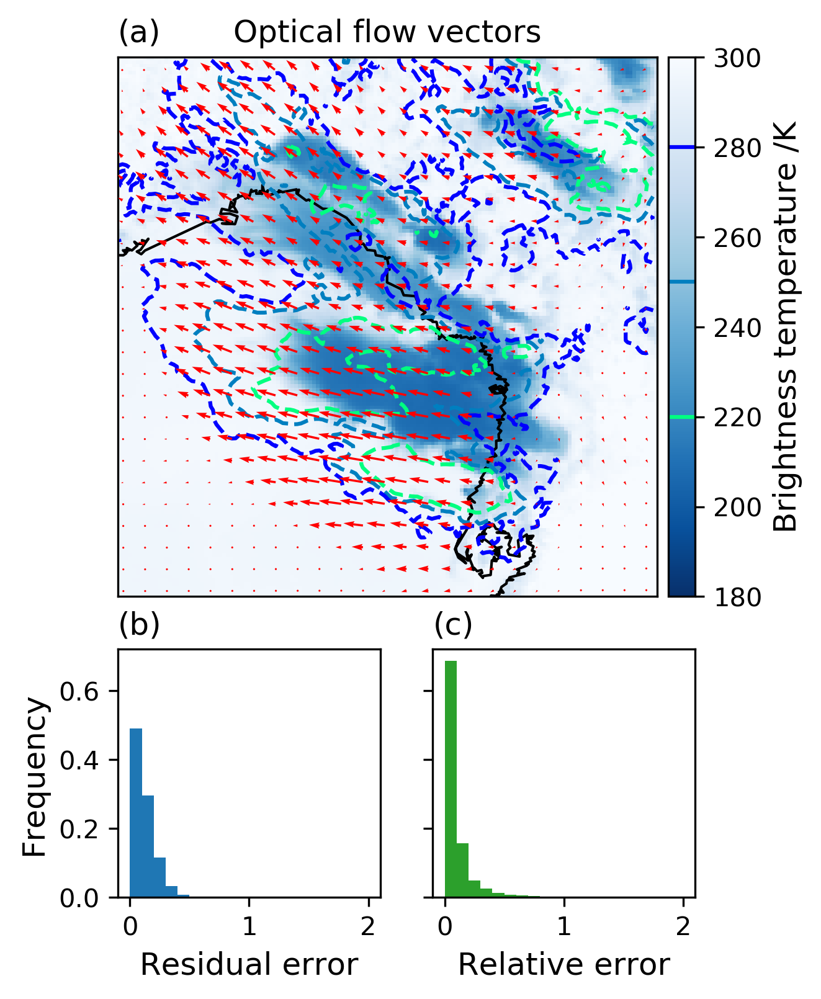 (a) Optical flow vectors
300
280
260
240
220
200
180
Brightness temperature /K
(b)
(c)
0.6
0.4
0.2
0.0
Frequency
0 1 2
0 1 2
Residual error
Relative error